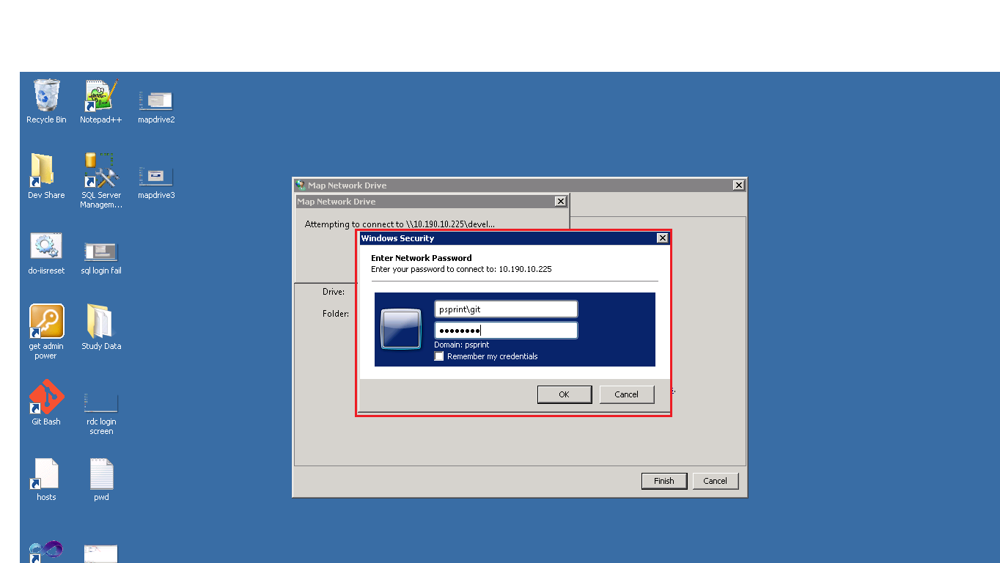 Recycle Bin
Notepad++
mapdrive2
Dev Share
SQL Server
Managem...
mapdrive3
do-iisreset
sql login fail
get admin
power
Study Data
Git Bash
rdc login
screen
hosts
pwd
Map Network Drive
Map Network Drive
Attempting to connect to \\10.190.10.225\devel...
Windows Security
Enter Network Password
Enter your password to connect to: 10.190.10.225
psprint\git
●●●●●●●●
Domain: psprint
Remember my credentials
OK
Cancel
Drive:
Folder:
Finish
Cancel